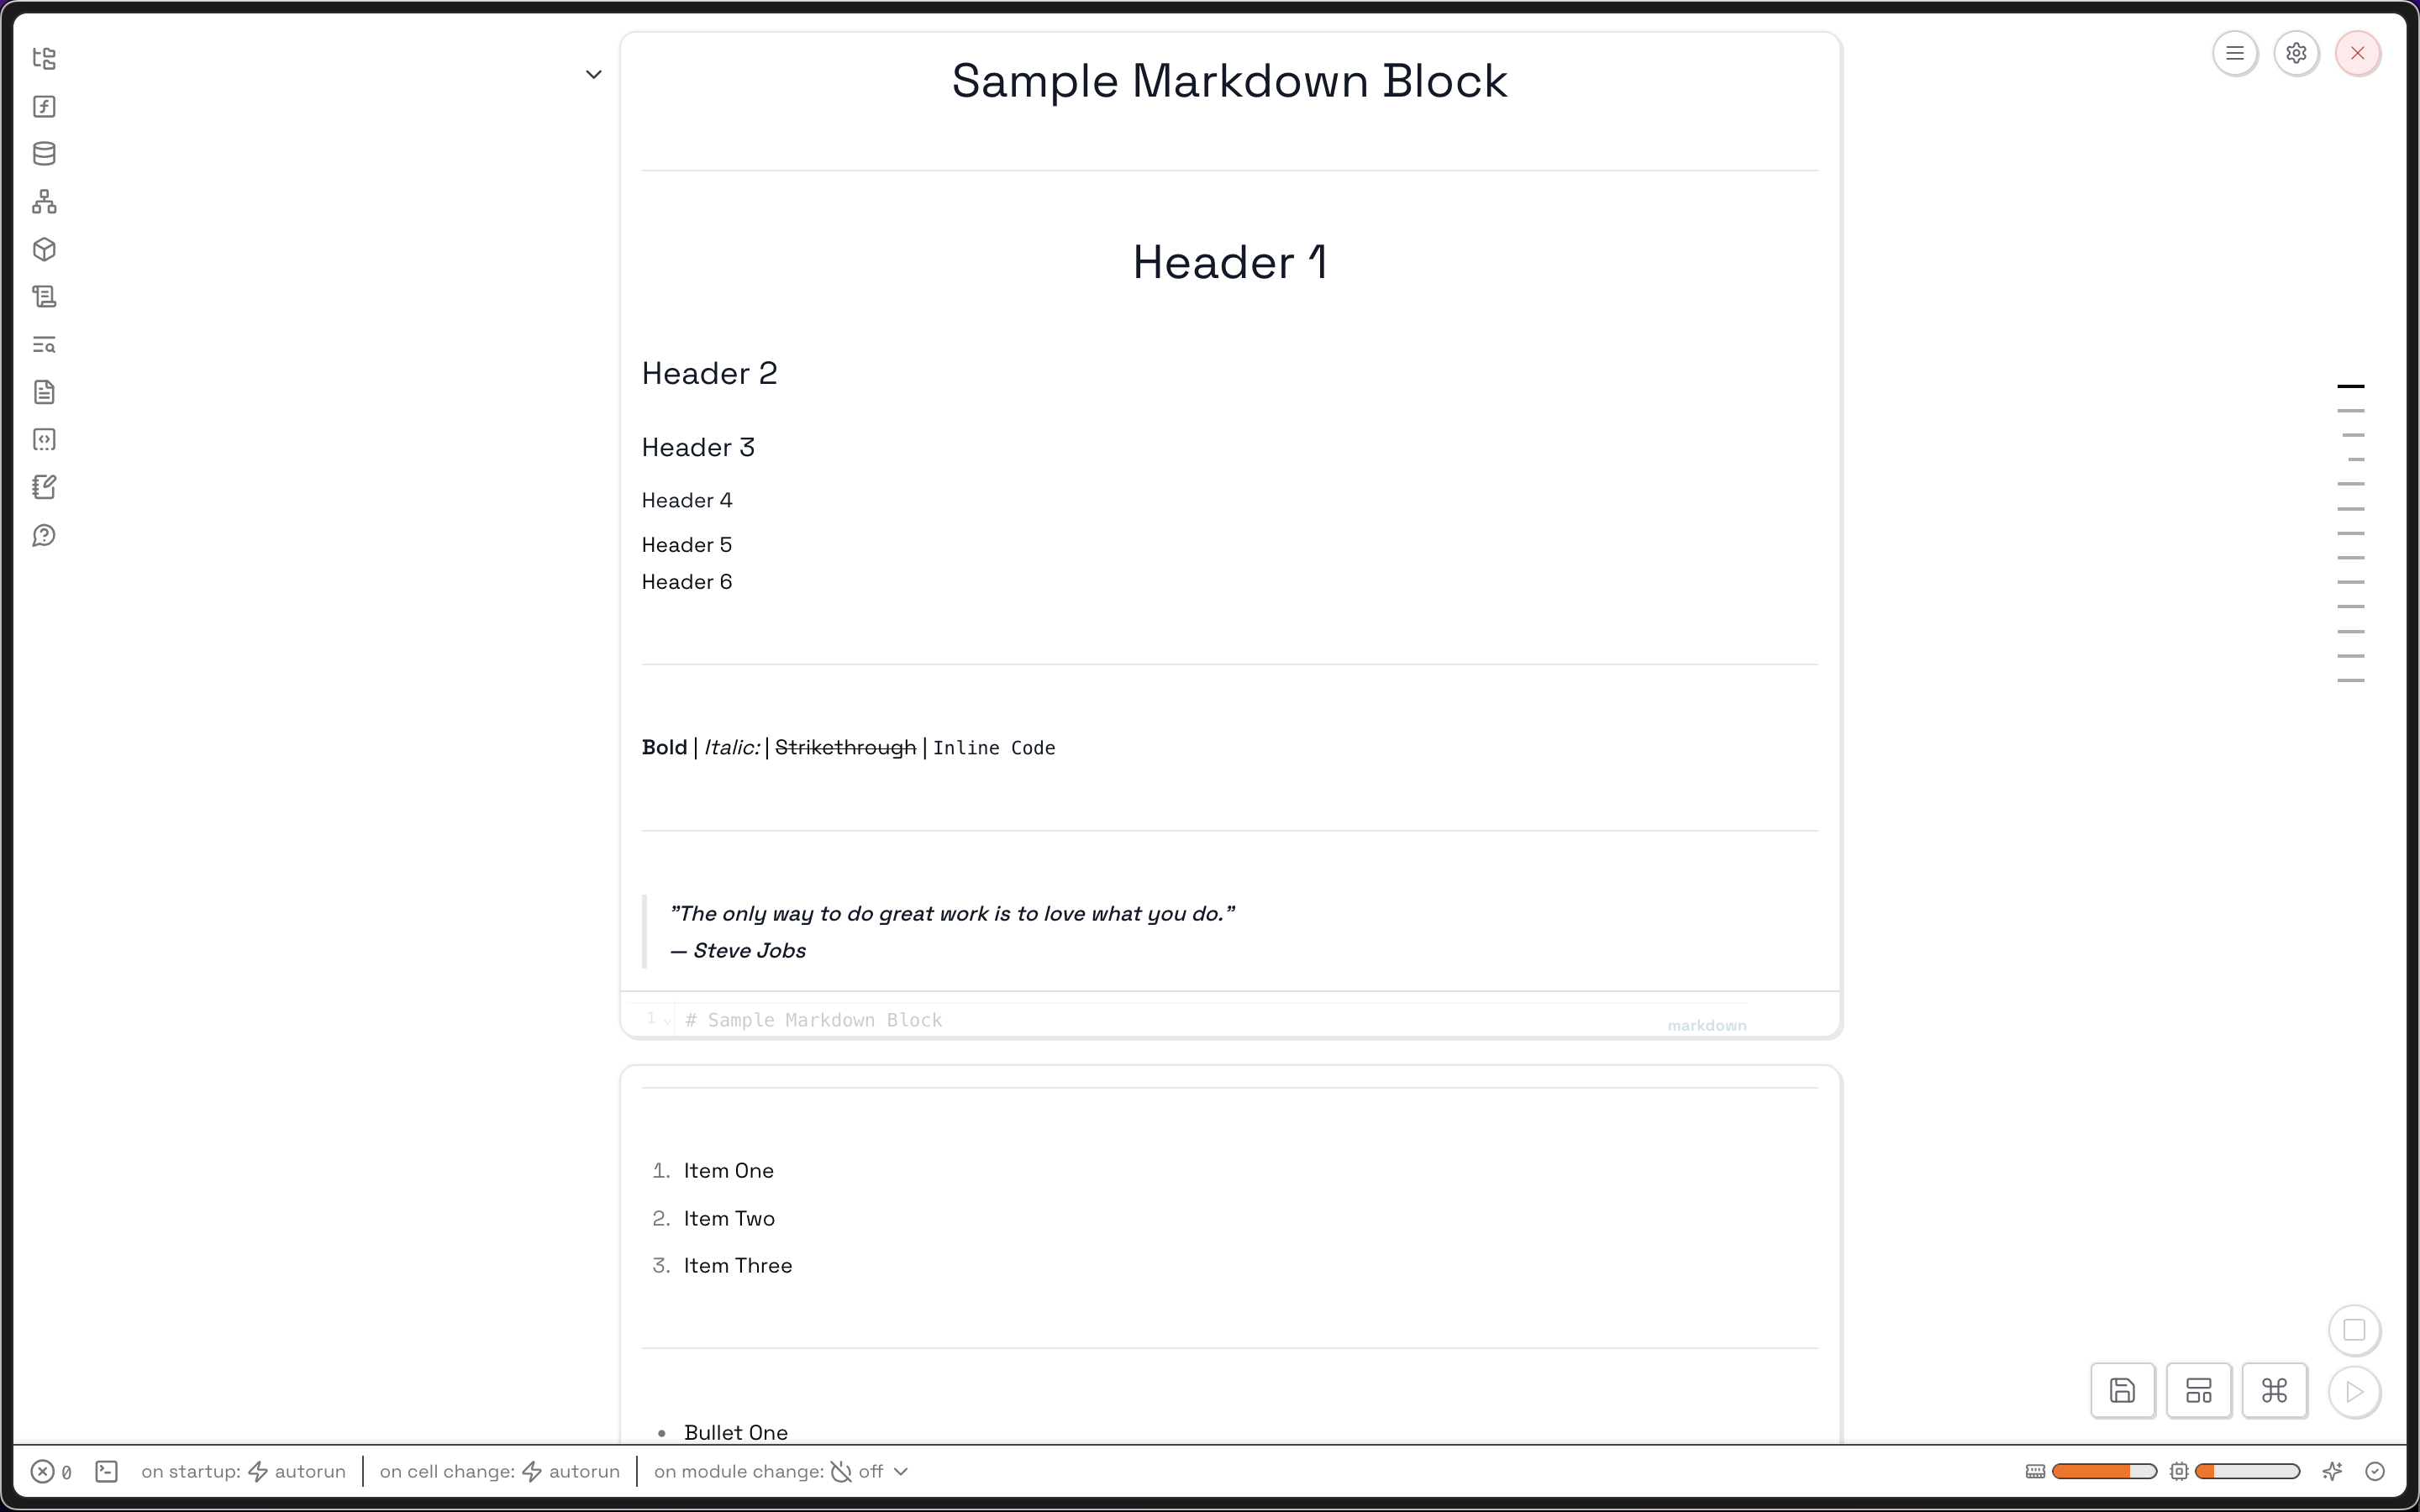 Sample Markdown Block
Header 1
Header 2
Header 3
Header 4
Header 5
Header 6
Bold | Italic: | Strikethrough | Inline Code
"The only way to do great work is to love what you do."
— Steve Jobs
1 # Sample Markdown Block
markdown
1. Item One
2. Item Two
3. Item Three
• Bullet One
0 on startup: autorun | on cell change: autorun | on module change: off